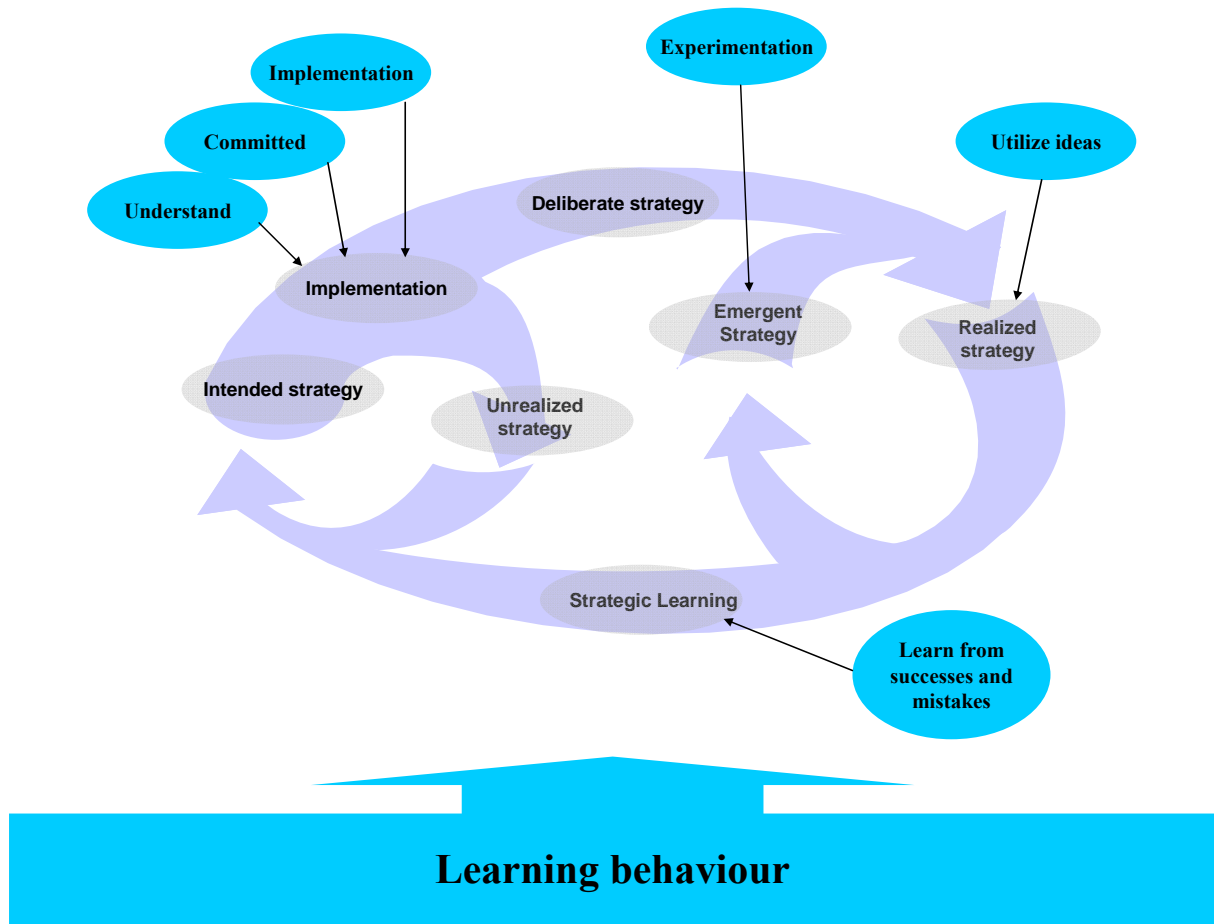 Experimentation
Implementation
Committed
Utilize ideas
Understand
Deliberate strategy
Implementation
Emergent
Strategy
Realized
strategy
Intended strategy
Unrealized
strategy
Strategic Learning
Learn from
successes and
mistakes
Learning behaviour